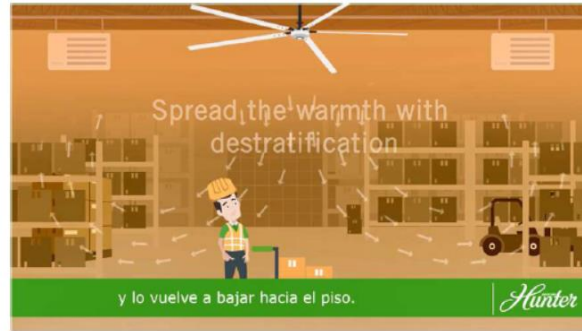 Spread the warmth with
destratification
y lo vuelve a bajar hacia el piso.
Hunter